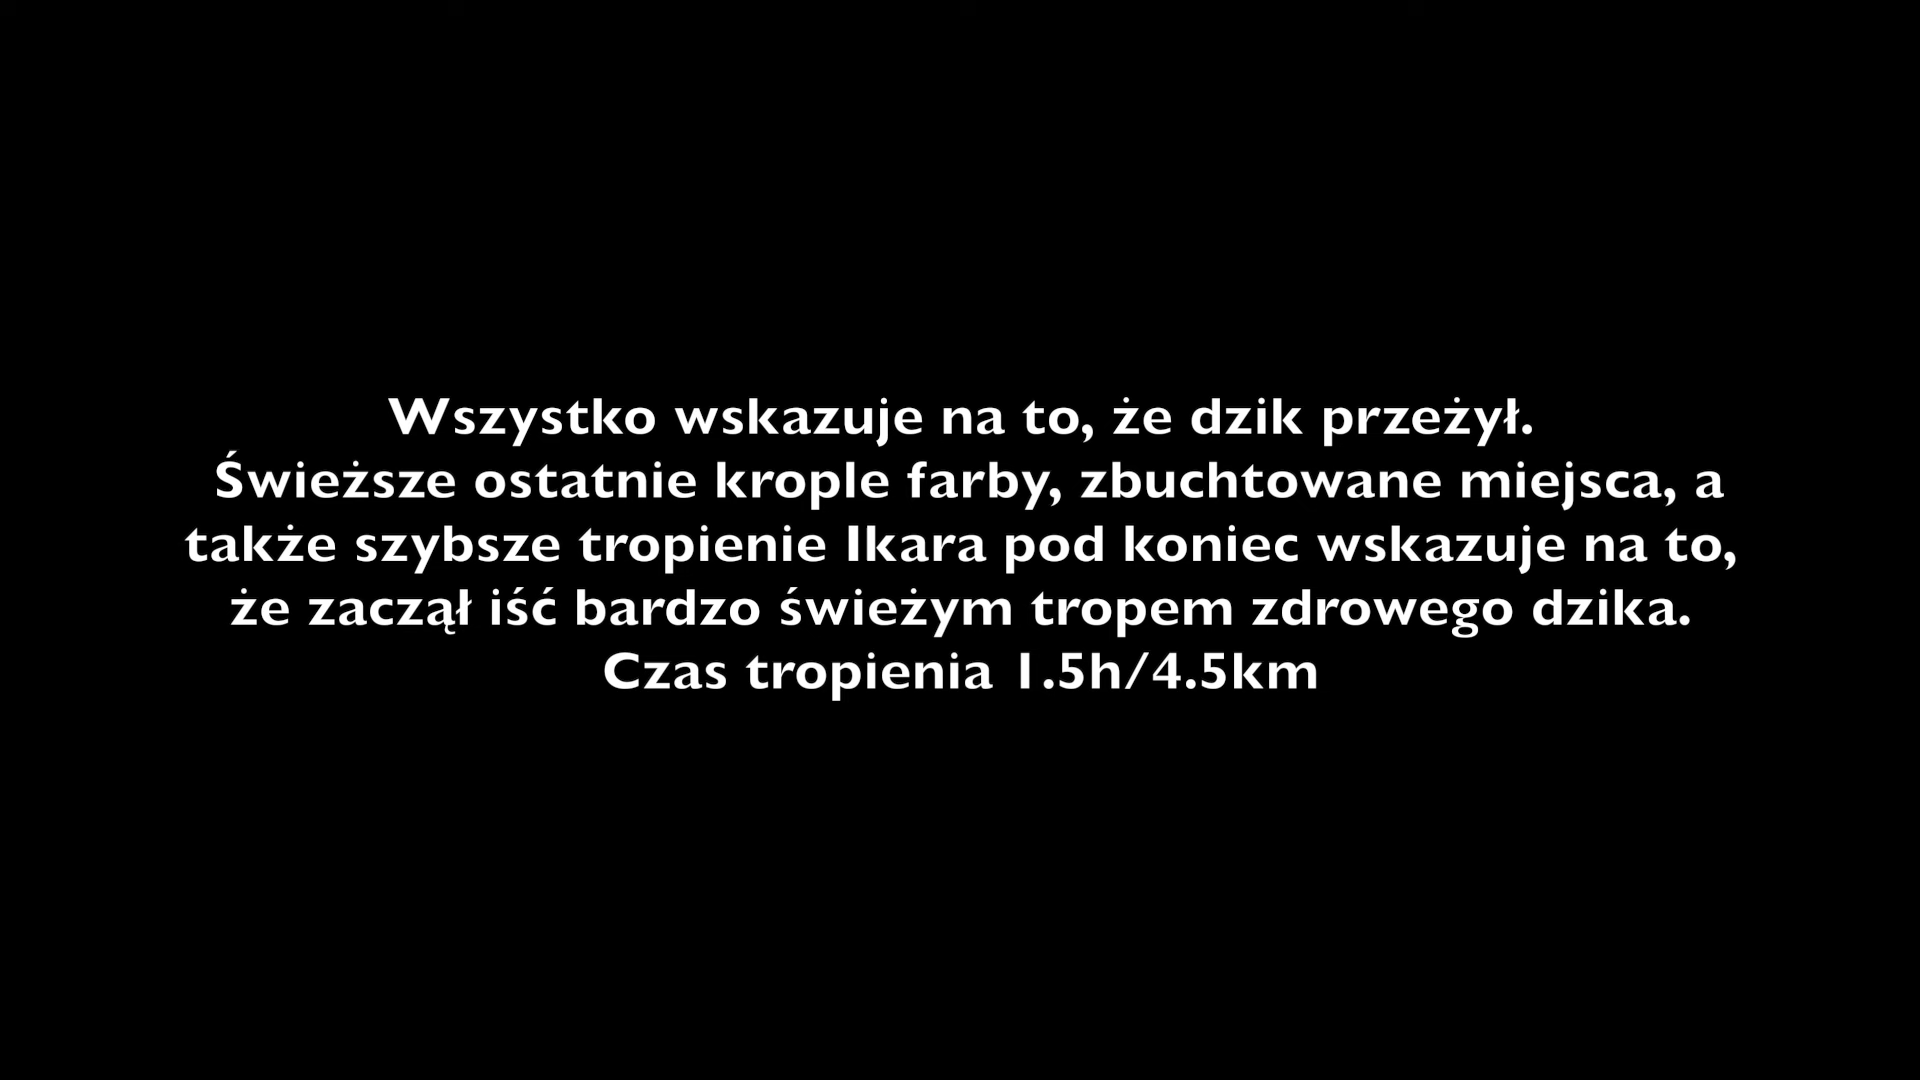 Wszystko wskazuje na to, że dzik przeżył.
Świeższe ostatnie krople farby, zbuchtowane miejsca, a
także szybsze tropienie Ikara pod koniec wskazuje na to,
że zaczął iść bardzo świeżym tropem zdrowego dzika.
Czas tropienia 1.5h/4.5km